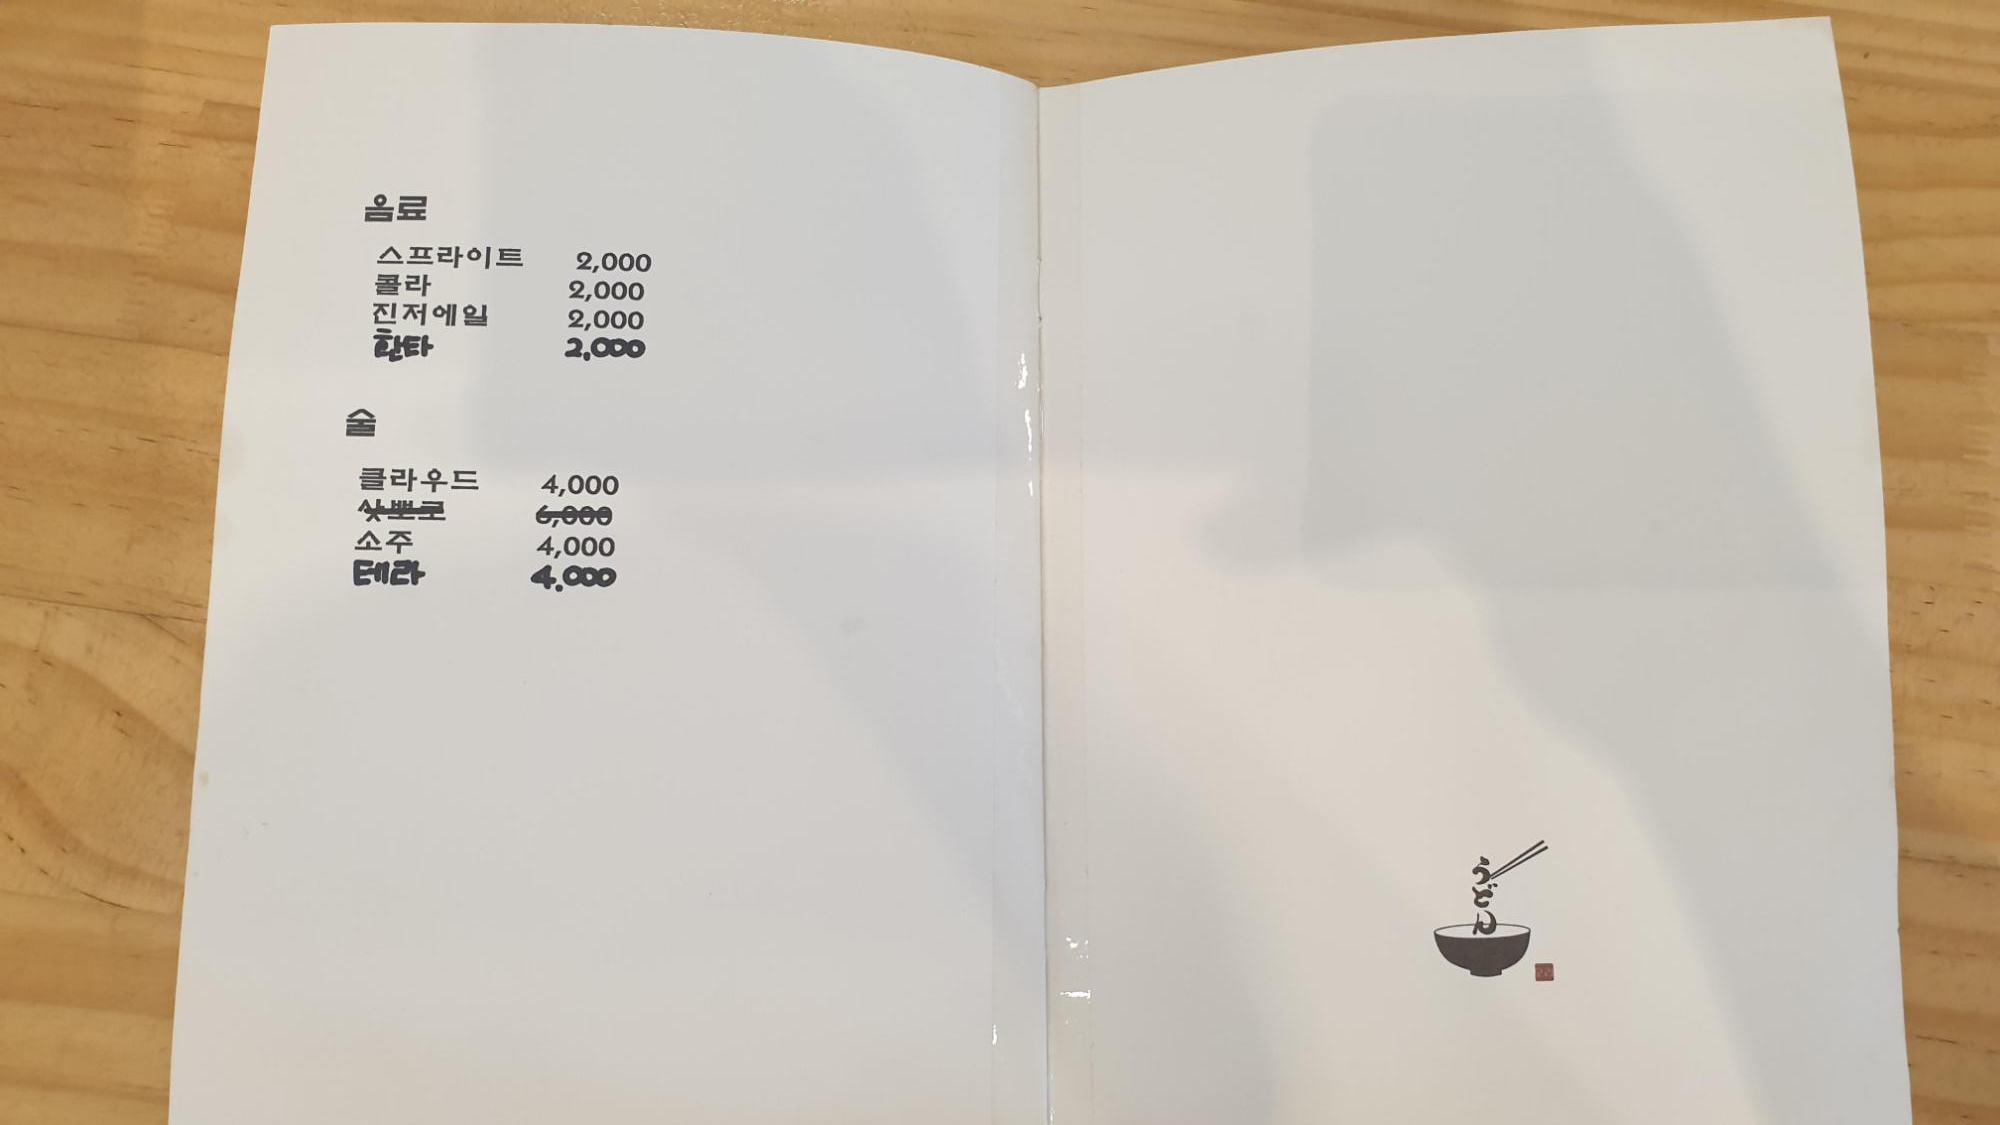 음료
스프라이트 2,000
콜라 2,000
진저에일 2,000
환타 2.000
술
클라우드 4,000
삿뽀로 6,000
소주 4,000
테라 4.000
うどん